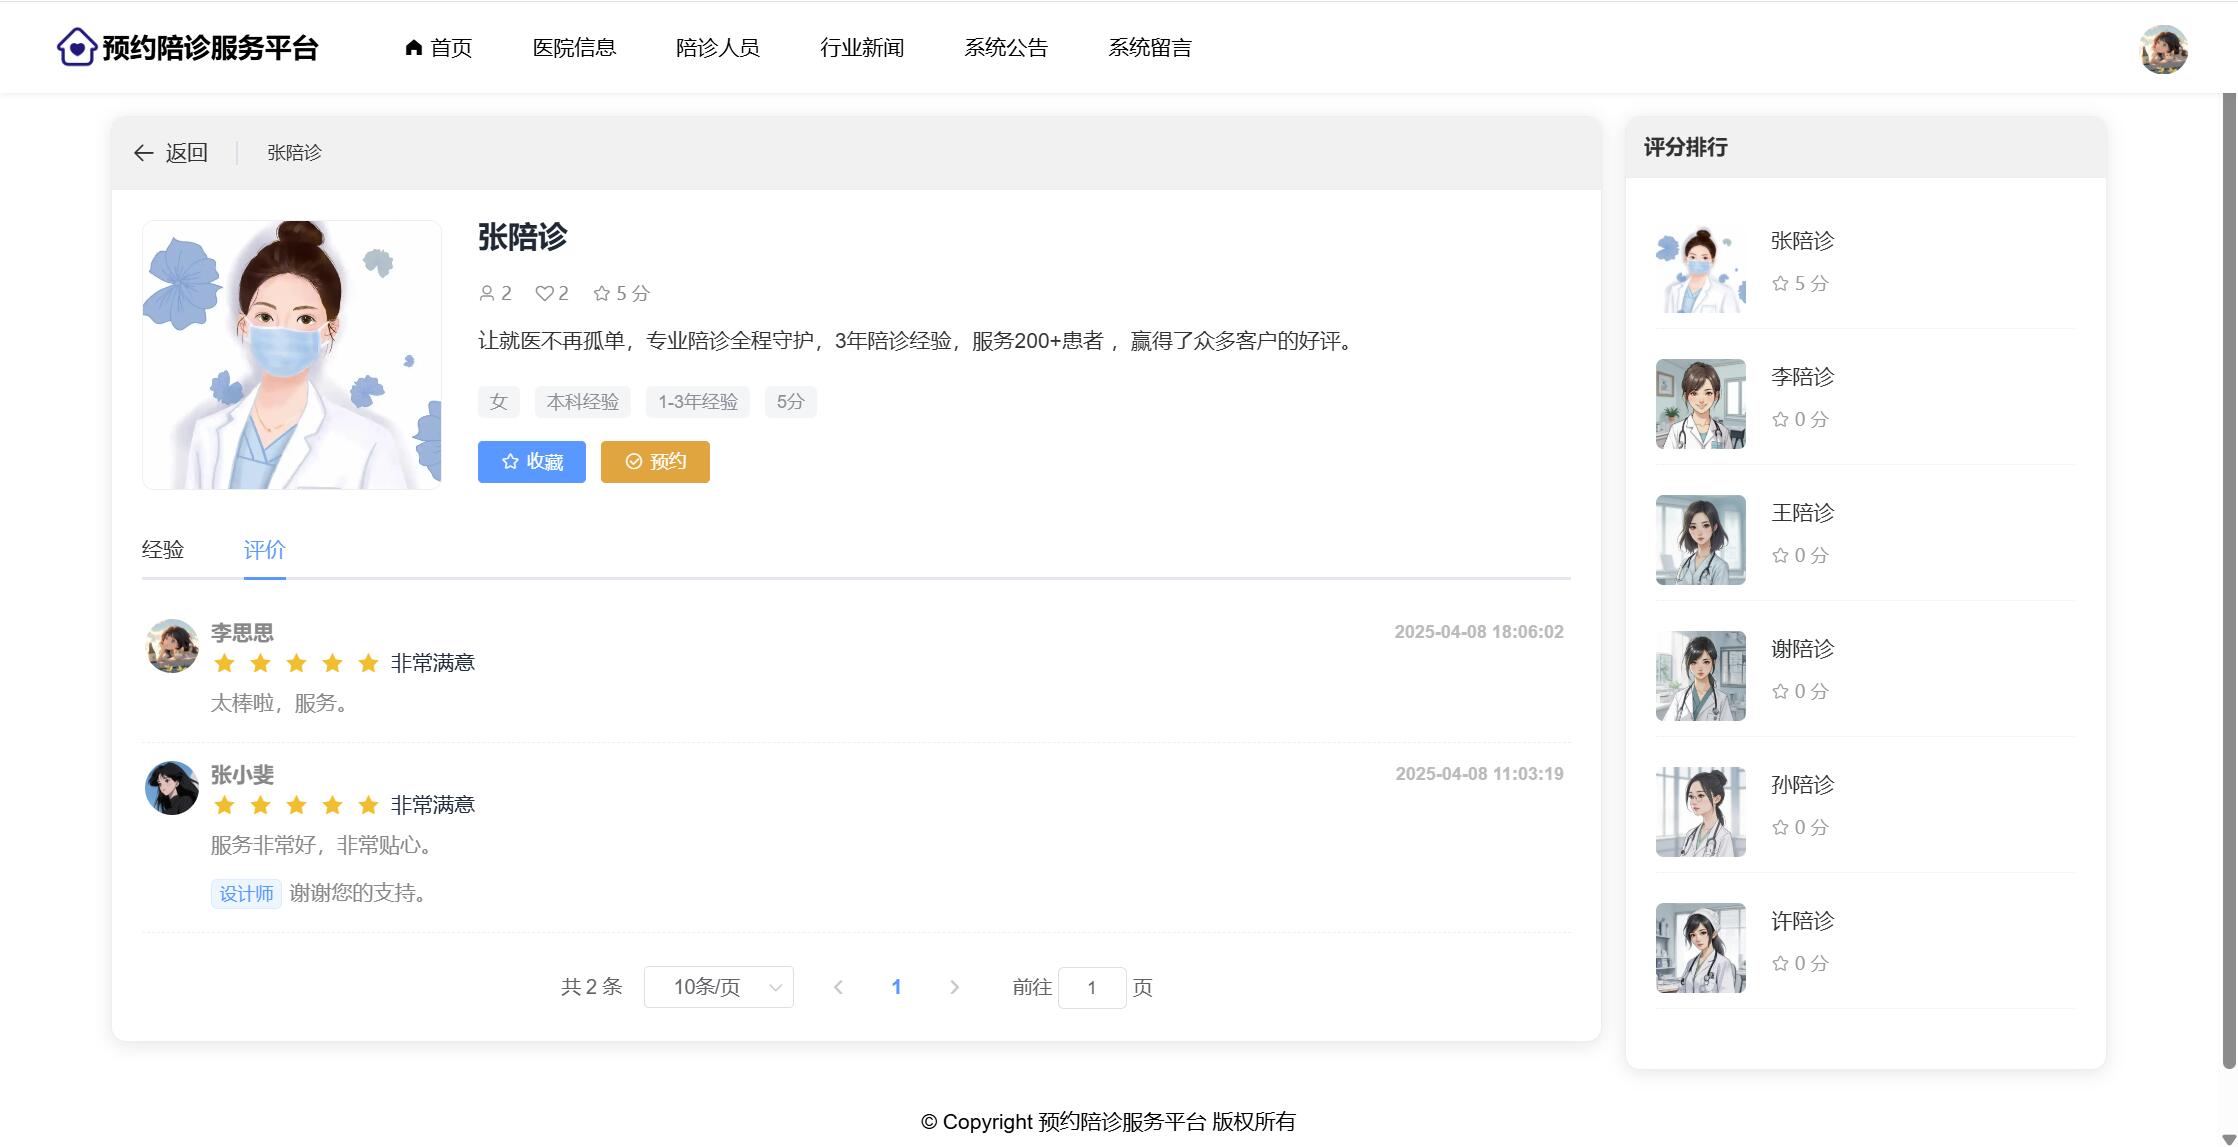 预约陪诊服务平台
首页 医院信息 陪诊人员 行业新闻 系统公告 系统留言
返回 张陪诊
张陪诊
2 2 5 分
让就医不再孤单，专业陪诊全程守护，3年陪诊经验，服务200+患者 ，赢得了众多客户的好评。
女 本科经验 1-3年经验 5分
收藏 预约
经验 评价
李思思 2025-04-08 18:06:02
非常满意
太棒啦，服务。
张小斐 2025-04-08 11:03:19
非常满意
服务非常好，非常贴心。
设计师 谢谢您的支持。
共 2 条 10条/页 1 前往 1 页
评分排行
张陪诊
5 分
李陪诊
0 分
王陪诊
0 分
谢陪诊
0 分
孙陪诊
0 分
许陪诊
0 分
© Copyright 预约陪诊服务平台 版权所有